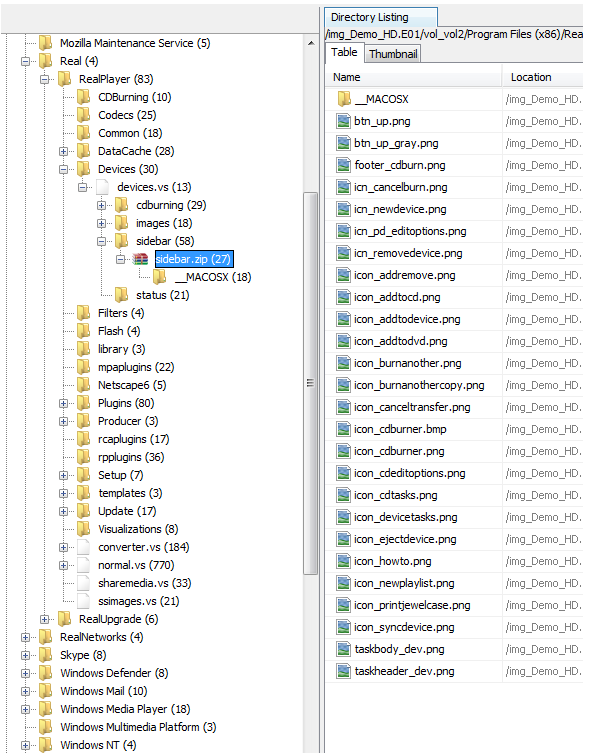 Mozilla Maintenance Service (5)
Real (4)
RealPlayer (83)
CDBurning (10)
Codecs (25)
Common (18)
DataCache (28)
Devices (30)
devices.vs (13)
cdburning (29)
images (18)
sidebar (58)
sidebar.zip (27)
__MACOSX (18)
status (21)
Filters (4)
Flash (4)
library (3)
mpaplugins (22)
Netscape6 (5)
Plugins (80)
Producer (3)
rcaplugins (17)
rpplugins (36)
Setup (7)
templates (3)
Update (17)
Visualizations (8)
converter.vs (184)
normal.vs (770)
sharemedia.vs (33)
ssimages.vs (21)
RealUpgrade (6)
RealNetworks (4)
Skype (8)
Windows Defender (8)
Windows Mail (10)
Windows Media Player (18)
Windows Multimedia Platform (3)
Windows NT (4)
Directory Listing
/img_Demo_HD.E01/vol_vol2/Program Files (x86)/Rea
Table Thumbnail
Name Location
__MACOSX /img_Demo_HD.
btn_up.png /img_Demo_HD.
btn_up_gray.png /img_Demo_HD.
footer_cdburn.png /img_Demo_HD.
icn_cancelburn.png /img_Demo_HD.
icn_newdevice.png /img_Demo_HD.
icn_pd_editoptions.png /img_Demo_HD.
icn_removedevice.png /img_Demo_HD.
icon_addremove.png /img_Demo_HD.
icon_addtocd.png /img_Demo_HD.
icon_addtodevice.png /img_Demo_HD.
icon_addtodvd.png /img_Demo_HD.
icon_burnanother.png /img_Demo_HD.
icon_burnanothercopy.png /img_Demo_HD.
icon_canceltransfer.png /img_Demo_HD.
icon_cdburner.bmp /img_Demo_HD.
icon_cdburner.png /img_Demo_HD.
icon_cdeditoptions.png /img_Demo_HD.
icon_cdtasks.png /img_Demo_HD.
icon_devicetasks.png /img_Demo_HD.
icon_ejectdevice.png /img_Demo_HD.
icon_howto.png /img_Demo_HD.
icon_newplaylist.png /img_Demo_HD.
icon_printjewelcase.png /img_Demo_HD.
icon_syncdevice.png /img_Demo_HD.
taskbody_dev.png /img_Demo_HD.
taskheader_dev.png /img_Demo_HD.